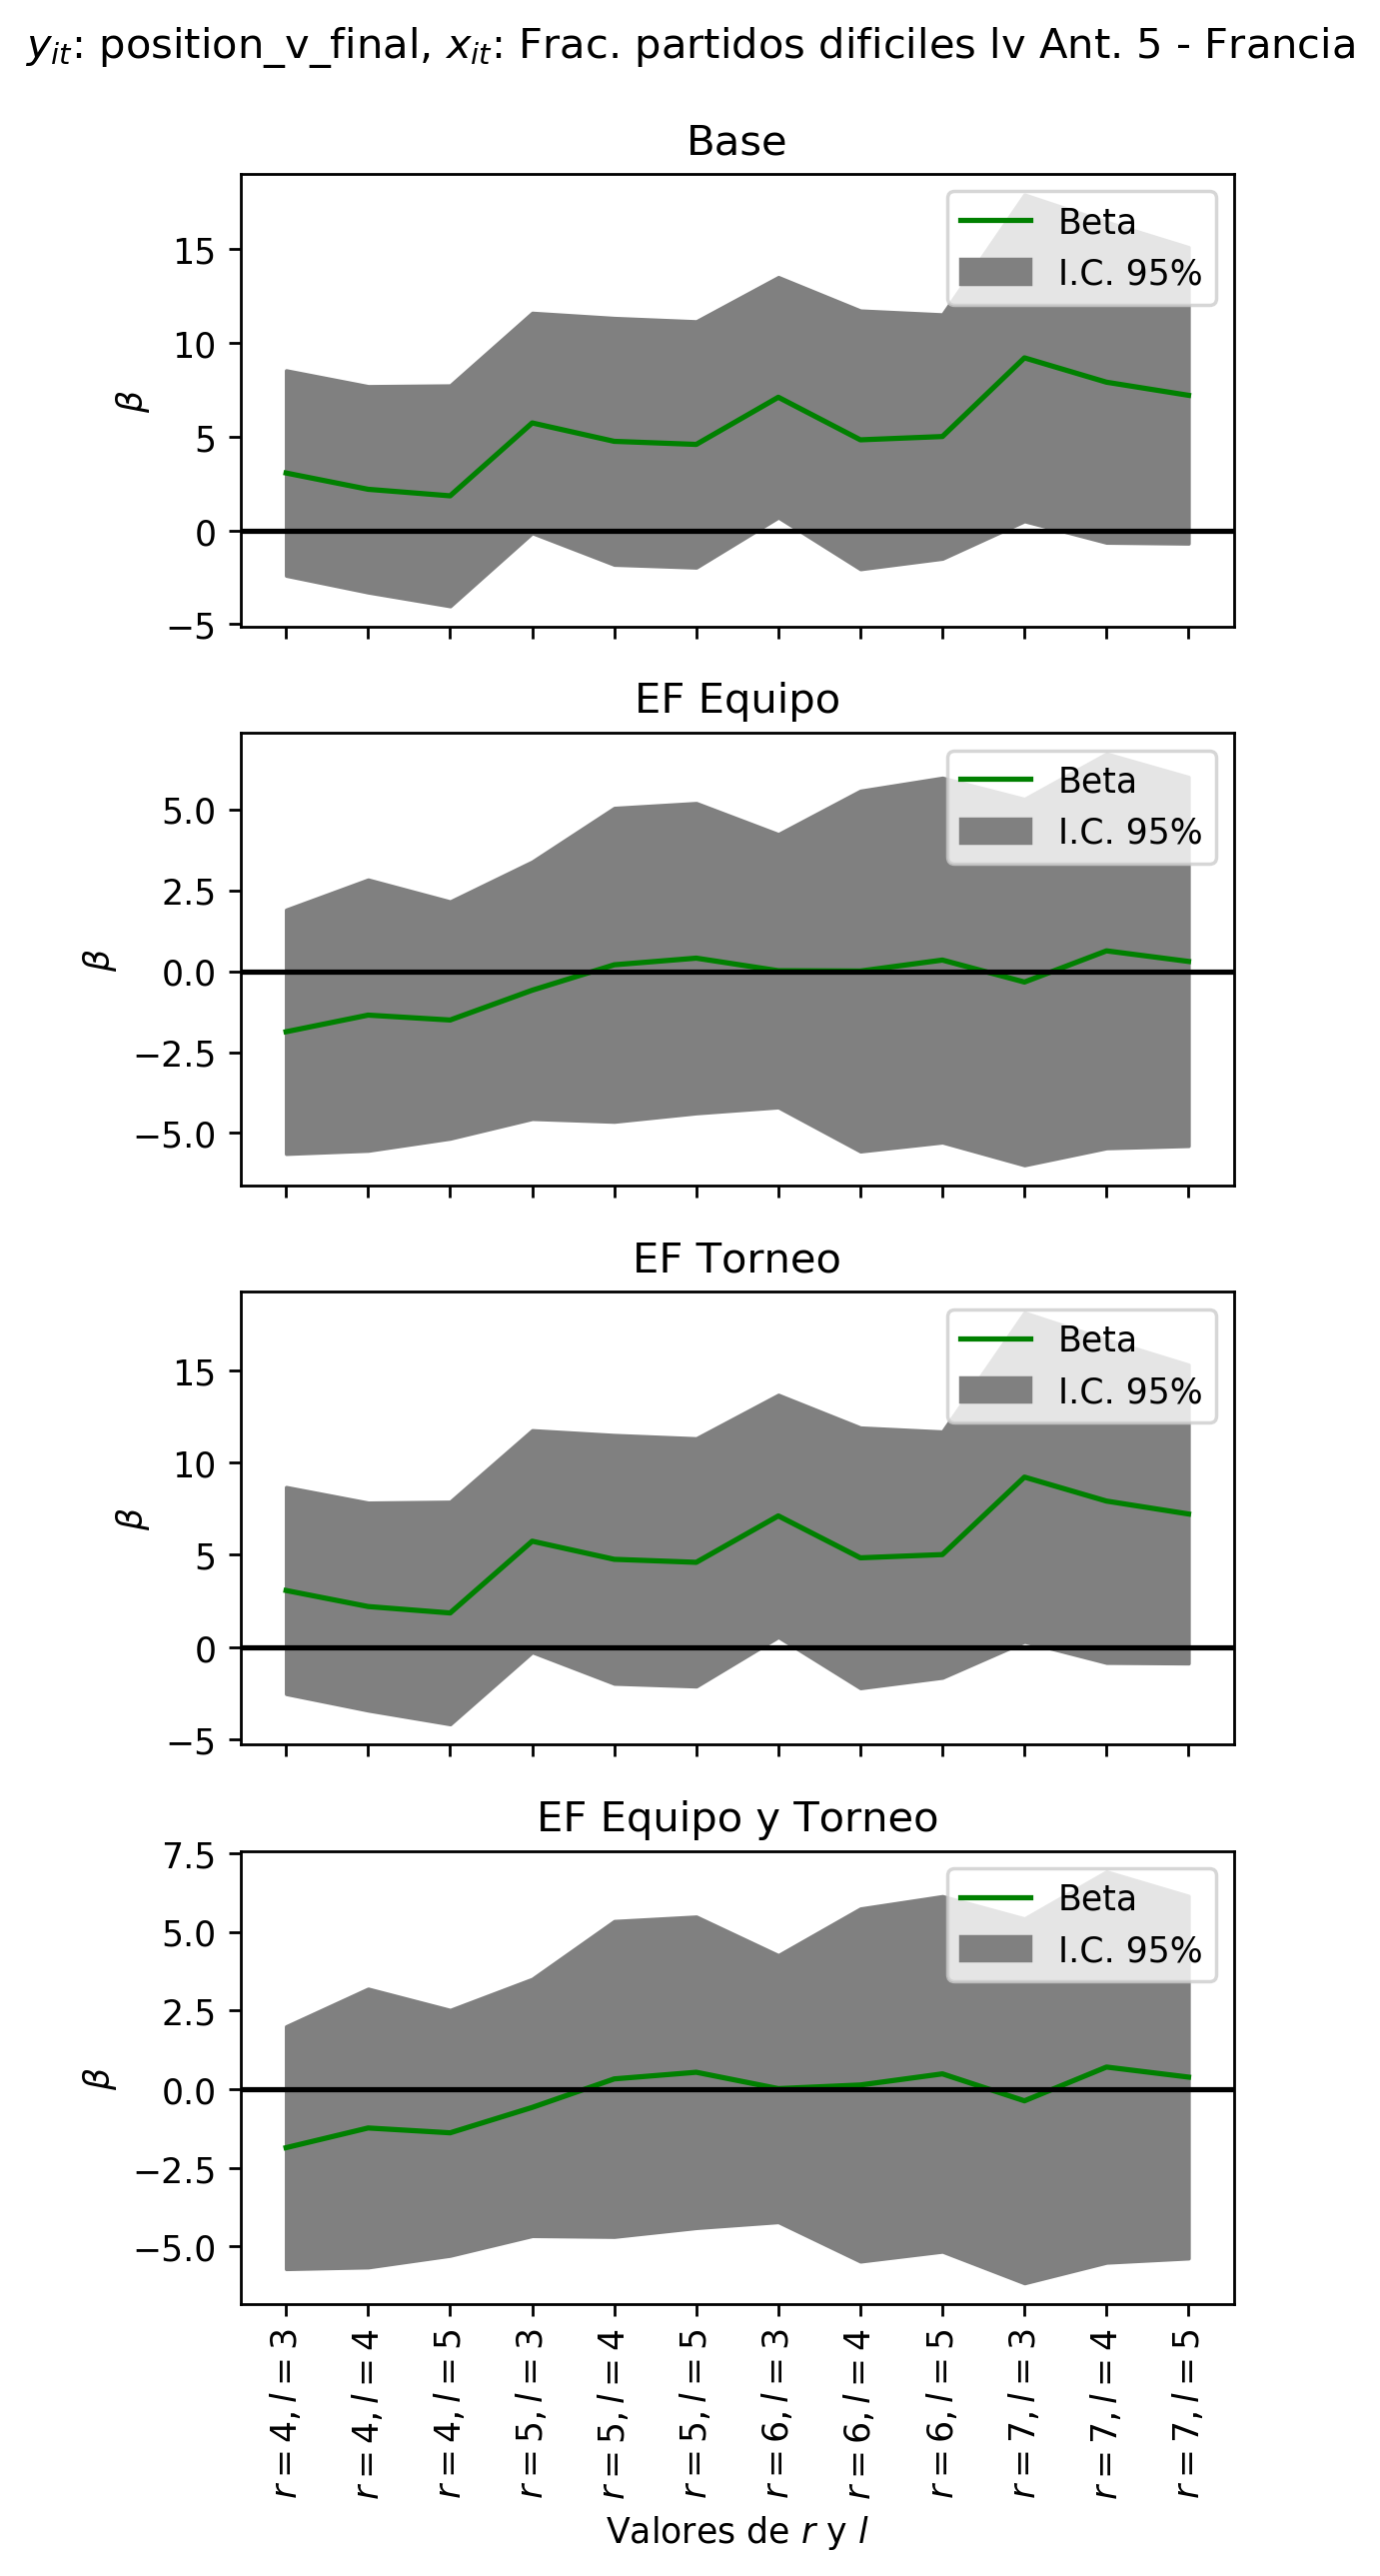 y_{it}: position_v_final, x_{it}: Frac. partidos dificiles lv Ant. 5 - Francia
Base
Beta
I.C. 95%
15
10
5
0
−5
β
EF Equipo
Beta
I.C. 95%
5.0
2.5
0.0
−2.5
−5.0
β
EF Torneo
Beta
I.C. 95%
15
10
5
0
−5
β
EF Equipo y Torneo
Beta
I.C. 95%
7.5
5.0
2.5
0.0
−2.5
−5.0
β
r = 4, l = 3
r = 4, l = 4
r = 4, l = 5
r = 5, l = 3
r = 5, l = 4
r = 5, l = 5
r = 6, l = 3
r = 6, l = 4
r = 6, l = 5
r = 7, l = 3
r = 7, l = 4
r = 7, l = 5
Valores de r y l